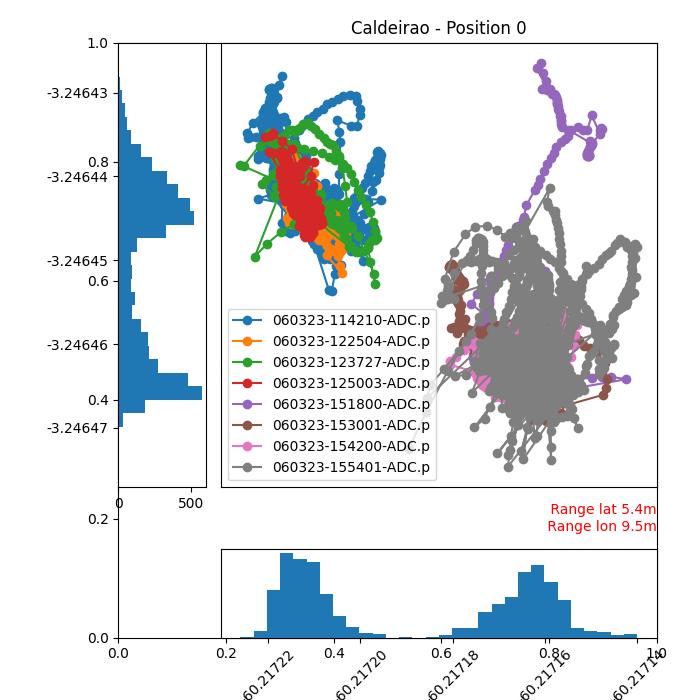 Caldeirao - Position 0
1.0
-3.24643
0.8
-3.24644
-3.24645
0.6
-3.24646
0.4
-3.24647
060323-114210-ADC.p
060323-122504-ADC.p
060323-123727-ADC.p
060323-125003-ADC.p
060323-151800-ADC.p
060323-153001-ADC.p
060323-154200-ADC.p
060323-155401-ADC.p
0 500
Range lat 5.4m
Range lon 9.5m
0.2
0.0
0.0 0.2 0.4 0.6 0.8 1.0
60.21722 60.21720 60.21718 60.21716